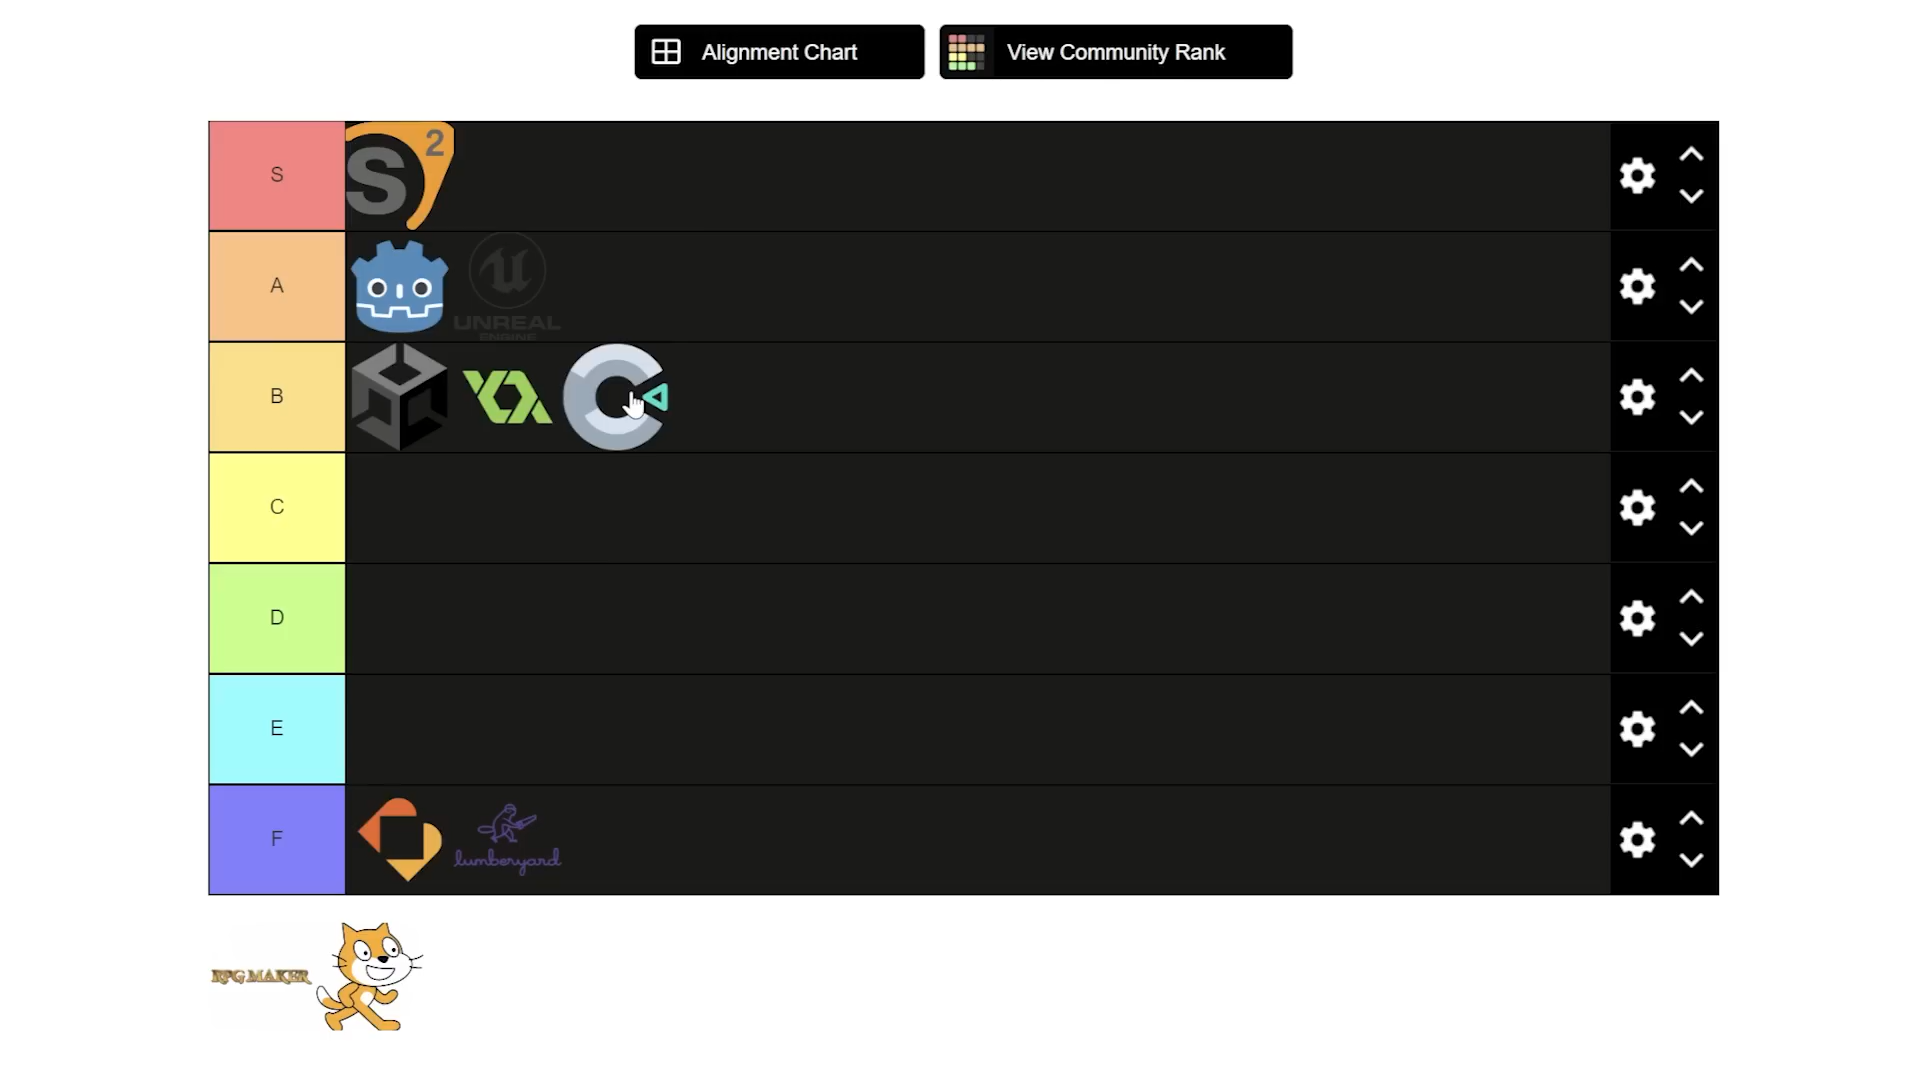 Alignment Chart
View Community Rank
S
S 2
A
UNREAL
ENGINE
B
C
D
E
F
lumberyard
RPG MAKER